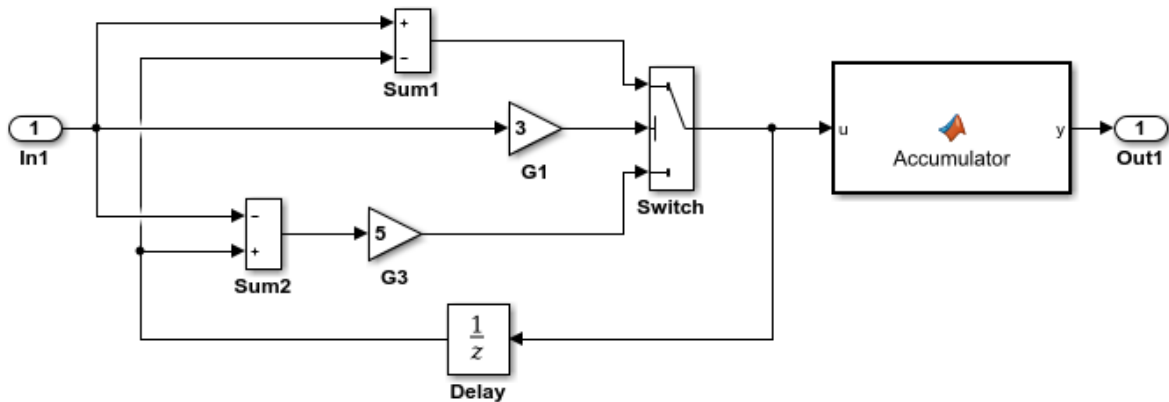 +
−
Sum1
1
In1
3
G1
Switch
u
Accumulator
y
1
Out1
−
+
Sum2
5
G3
1
z
Delay